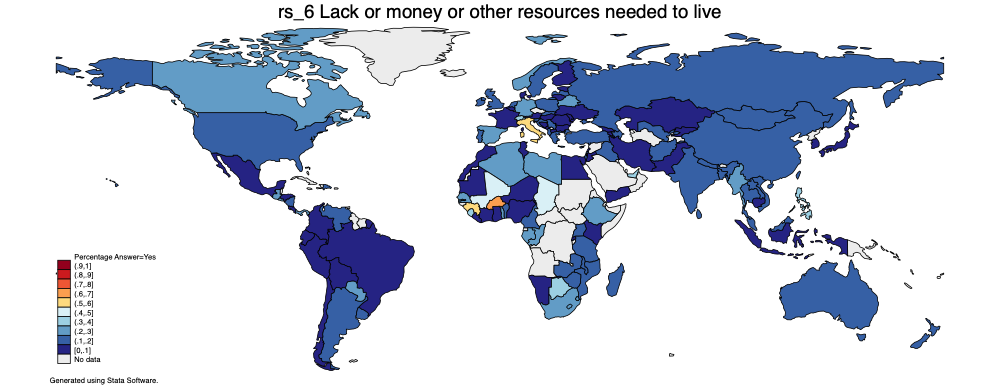 rs_6 Lack or money or other resources needed to live
Percentage Answer=Yes
(.9,1]
(.8,.9]
(.7,.8]
(.6,.7]
(.5,.6]
(.4,.5]
(.3,.4]
(.2,.3]
(.1,.2]
[0,.1]
No data
Generated using Stata Software.